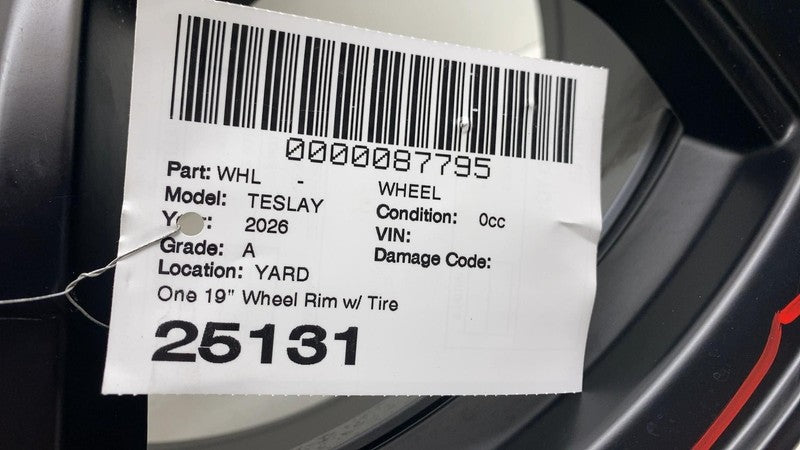 0000087795
Part: WHL - WHEEL
Model: TESLAY Condition: 0cc
Year: 2026 VIN:
Grade: A Damage Code:
Location: YARD
One 19" Wheel Rim w/ Tire
25131